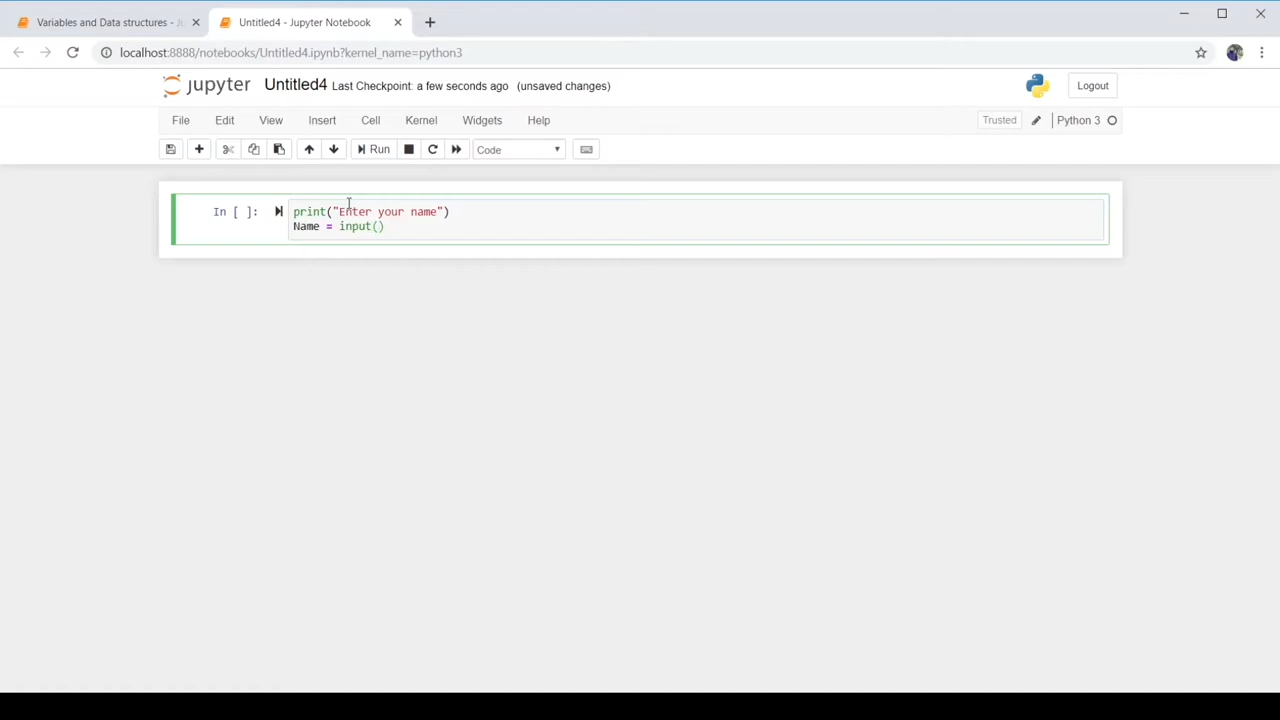 Variables and Data structures - Ju
Untitled4 - Jupyter Notebook
localhost:8888/notebooks/Untitled4.ipynb?kernel_name=python3
jupyter Untitled4 Last Checkpoint: a few seconds ago (unsaved changes)
Logout
File Edit View Insert Cell Kernel Widgets Help
Trusted Python 3
Run Code
In [ ]: print("Enter your name")
Name = input()